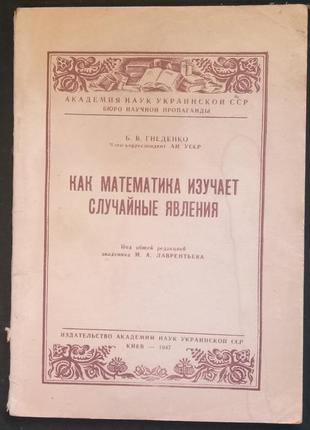 АКАДЕМИЯ НАУК УКРАИНСКОЙ ССР
БЮРО НАУЧНОЙ ПРОПАГАНДЫ
Б. В. ГНЕДЕНКО
Член-корреспондент АН УССР
КАК МАТЕМАТИКА ИЗУЧАЕТ
СЛУЧАЙНЫЕ ЯВЛЕНИЯ
Под общей редакцией
академика М. А. ЛАВРЕНТЬЕВА
ИЗДАТЕЛЬСТВО АКАДЕМИИ НАУК УКРАИНСКОЙ ССР
КИЕВ — 1947